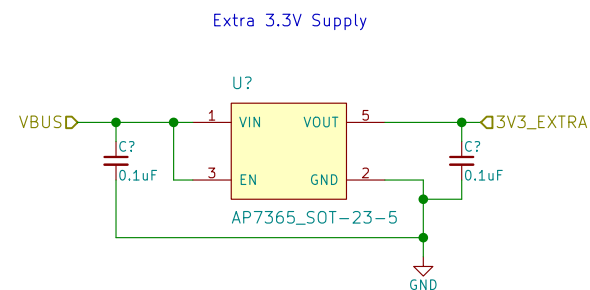 Extra 3.3V Supply
U?
VBUS
1
VIN
VOUT
5
3V3_EXTRA
C?
0.1uF
3
EN
GND
2
C?
0.1uF
AP7365_SOT-23-5
GND